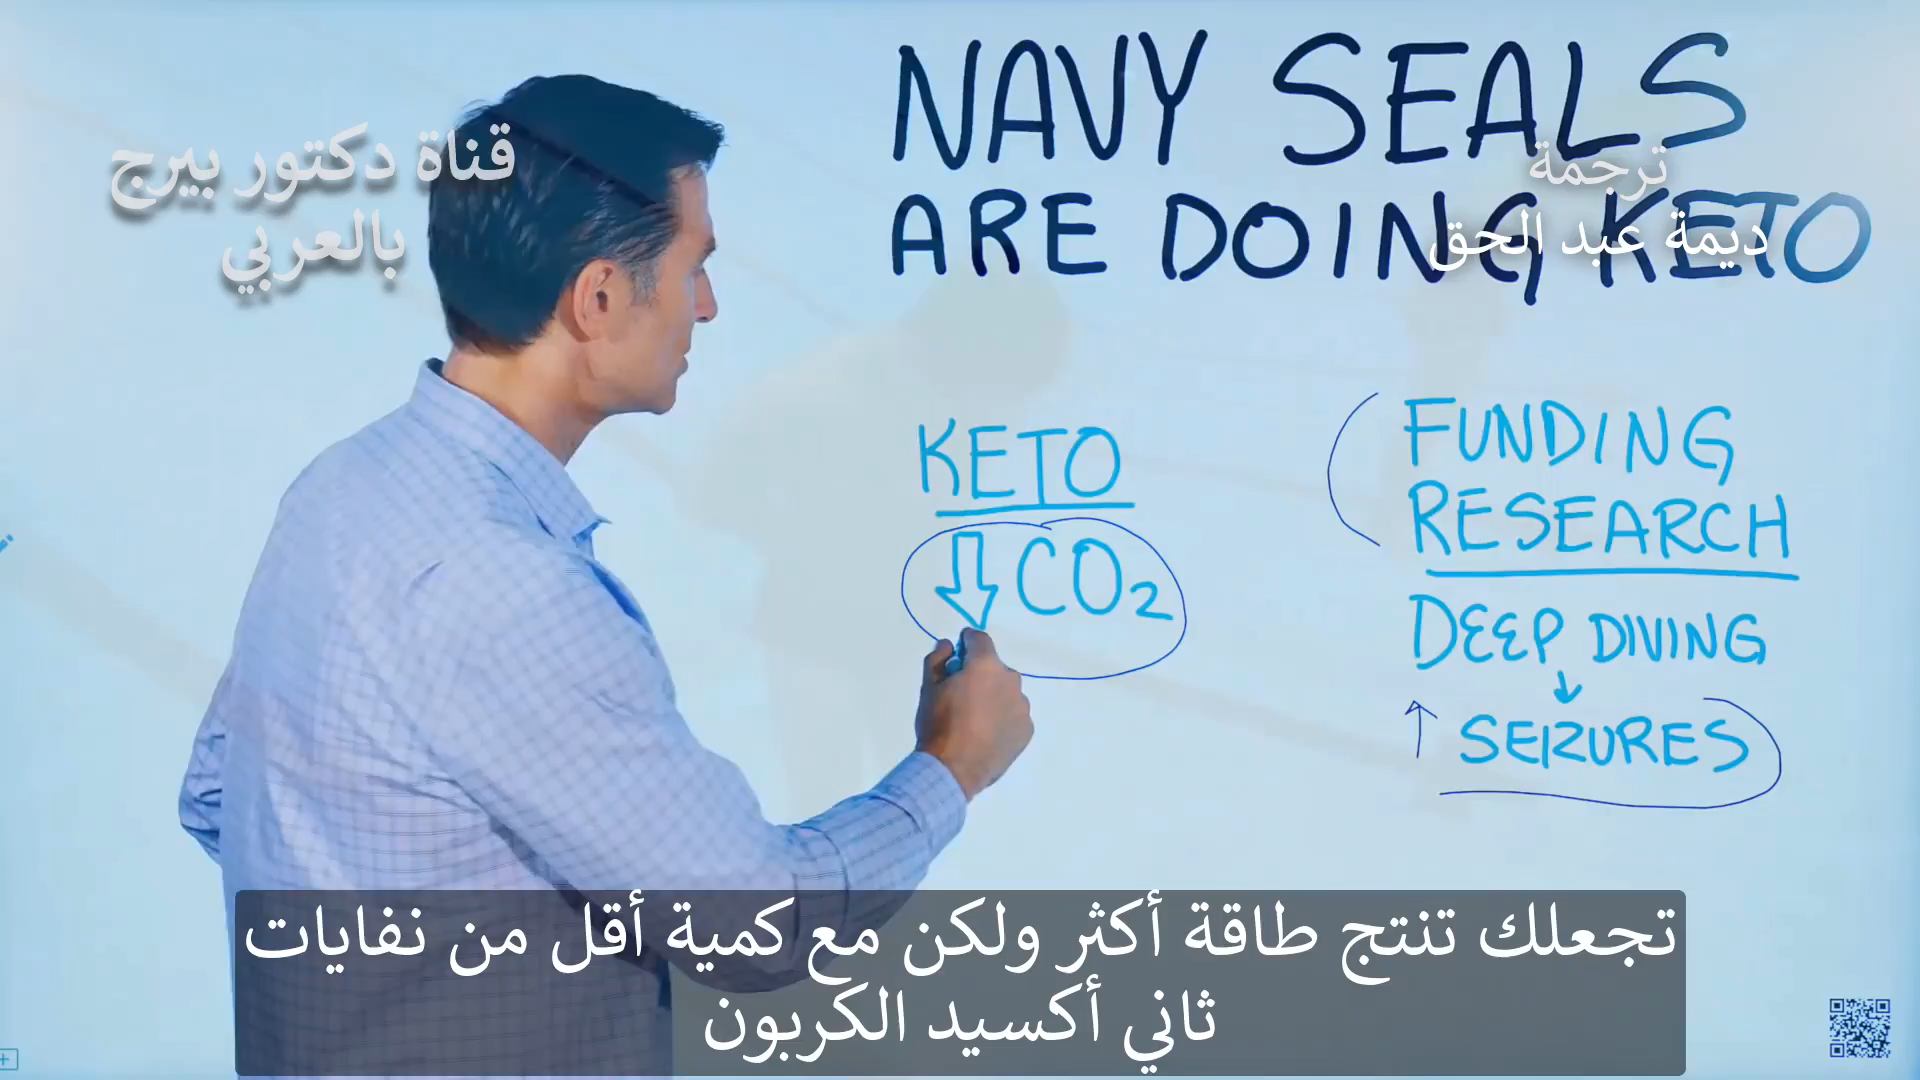 NAVY SEALS
ARE DOING KETO
قناة دكتور بيرج
بالعربي
ترجمة
ديمة عبد الحق
KETO
CO₂
FUNDING
RESEARCH
DEEP DIVING
SEIZURES
تجعلك تنتج طاقة أكثر ولكن مع كمية أقل من نفايات
ثاني أكسيد الكربون